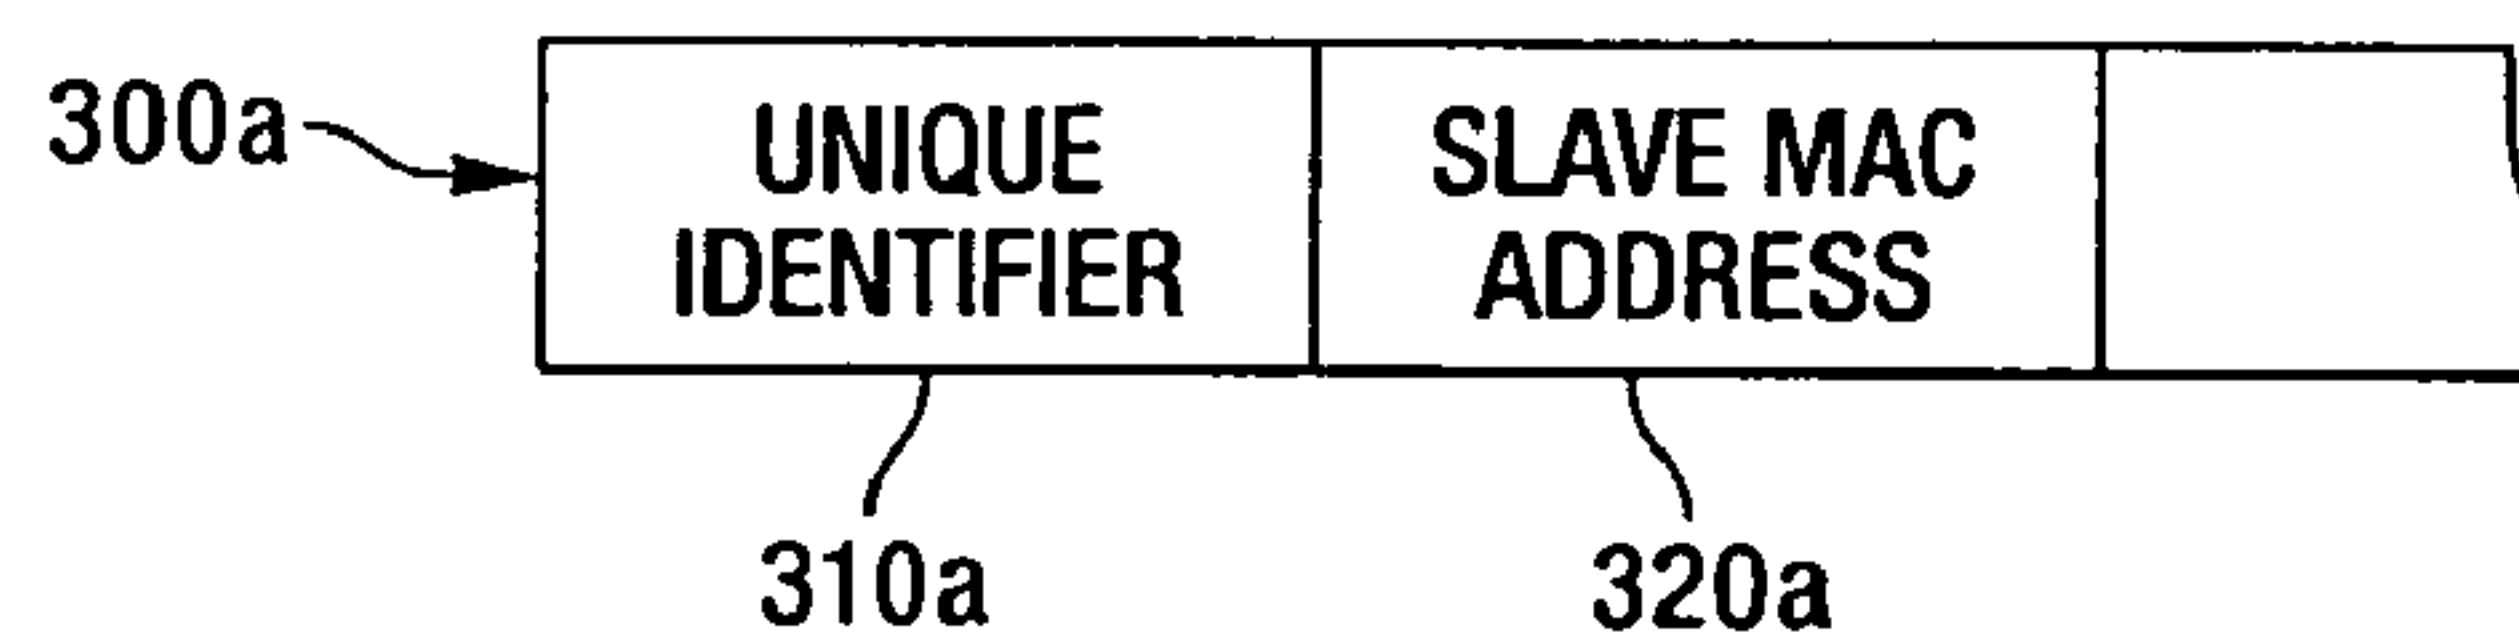 300a
UNIQUE
IDENTIFIER
SLAVE MAC
ADDRESS
310a
320a